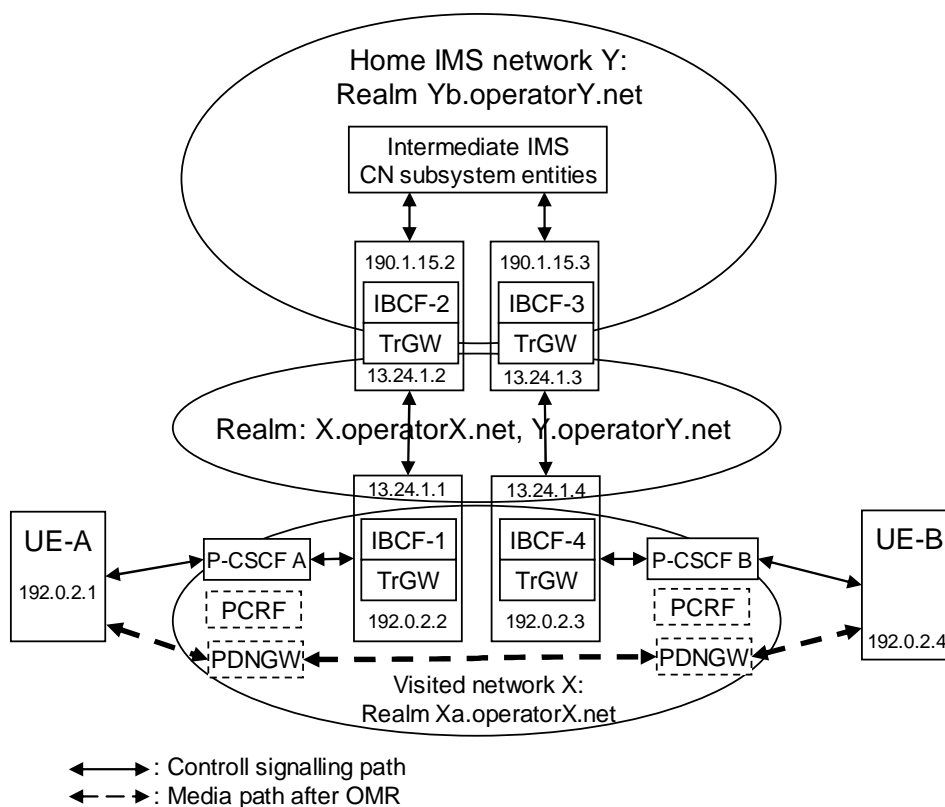 Home IMS network Y:
Realm Yb.operatorY.net
Intermediate IMS
CN subsystem entities
190.1.15.2
190.1.15.3
IBCF-2
IBCF-3
TrGW
TrGW
13.24.1.2
13.24.1.3
Realm: X.operatorX.net, Y.operatorY.net
13.24.1.1
13.24.1.4
UE-A
192.0.2.1
P-CSCF A
IBCF-1
IBCF-4
P-CSCF B
UE-B
192.0.2.4
TrGW
TrGW
PCRF
PCRF
192.0.2.2
192.0.2.3
PDNGW
PDNGW
Visited network X:
Realm Xa.operatorX.net
: Controll signalling path
: Media path after OMR